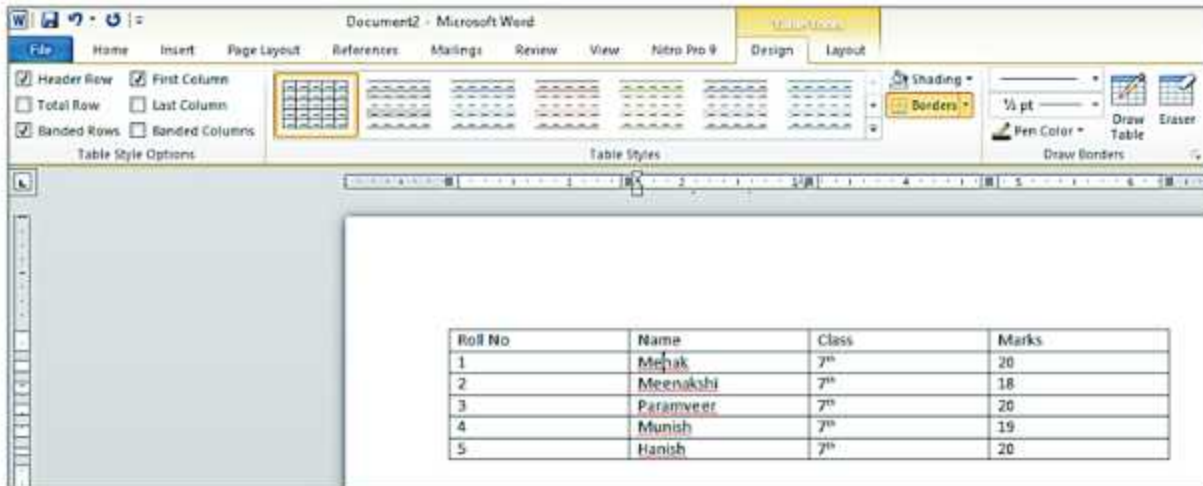 W Document2 - Microsoft Word Table Tools
File Home Insert Page Layout References Mailings Review View Nitro Pro 9 Design Layout
Header Row First Column Shading
Total Row Last Column Borders ½ pt
Banded Rows Banded Columns Pen Color Draw Table Eraser
Table Style Options Table Styles Draw Borders
Roll No Name Class Marks
1 Mehak 7th 20
2 Meenakshi 7th 18
3 Paramveer 7th 20
4 Munish 7th 19
5 Hanish 7th 20